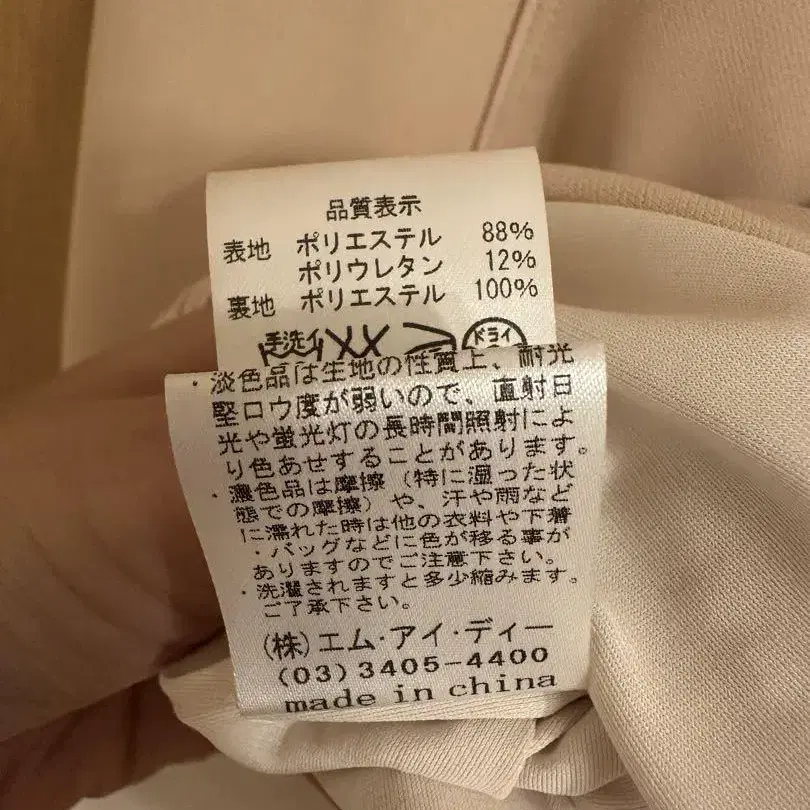 品質表示
表地 ポリエステル 88%
ポリウレタン 12%
裏地 ポリエステル 100%
手洗イ ドライ
・淡色品は生地の性質上、耐光
堅ロウ度が弱いので、直射日
光や蛍光灯の長時間照射によ
り色あせすることがあります。
・濃色品は摩擦（特に湿った状
態での摩擦）や、汗や雨など
に濡れた時は他の衣料や下着
・バッグなどに色が移る事が
ありますのでご注意下さい。
・洗濯されますと多少縮みます。
ご了承下さい。
(株)エム・アイ・ディー
(03)3405-4400
made in china